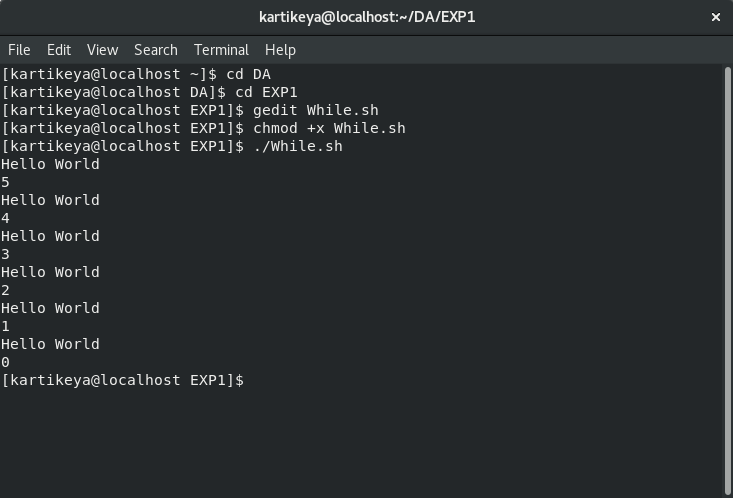 kartikeya@localhost:~/DA/EXP1
File Edit View Search Terminal Help
[kartikeya@localhost ~]$ cd DA
[kartikeya@localhost DA]$ cd EXP1
[kartikeya@localhost EXP1]$ gedit While.sh
[kartikeya@localhost EXP1]$ chmod +x While.sh
[kartikeya@localhost EXP1]$ ./While.sh
Hello World
5
Hello World
4
Hello World
3
Hello World
2
Hello World
1
Hello World
0
[kartikeya@localhost EXP1]$